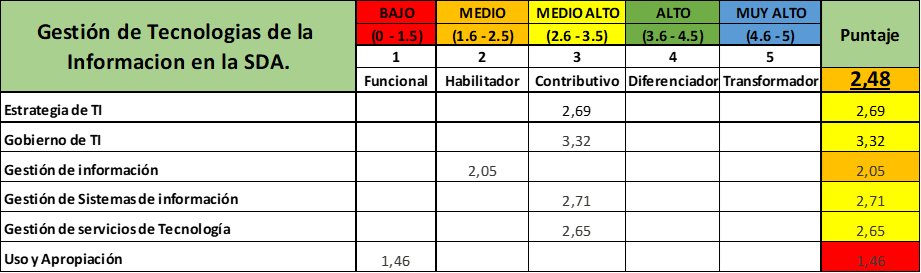 Gestión de Tecnologias de la Informacion en la SDA. BAJO MEDIO MEDIO ALTO ALTO MUY ALTO Puntaje
(0 - 1.5) (1.6 - 2.5) (2.6 - 3.5) (3.6 - 4.5) (4.6 - 5)
1 2 3 4 5
Funcional Habilitador Contributivo Diferenciador Transformador 2,48
Estrategia de TI 2,69 2,69
Gobierno de TI 3,32 3,32
Gestión de información 2,05 2,05
Gestión de Sistemas de información 2,71 2,71
Gestión de servicios de Tecnología 2,65 2,65
Uso y Apropiación 1,46 1,46